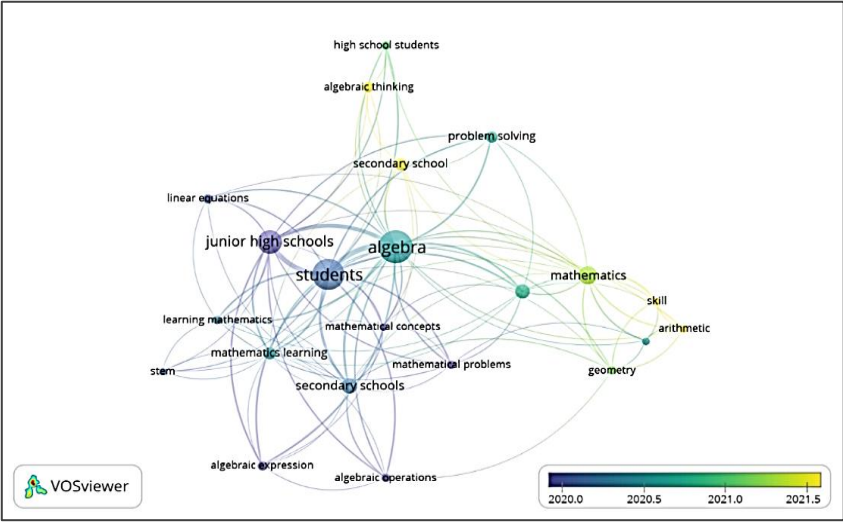 high school students
algebraic thinking
problem solving
secondary school
linear equations
junior high schools
algebra
students
mathematics
skill
learning mathematics
mathematical concepts
arithmetic
mathematics learning
mathematical problems
stem
geometry
secondary schools
algebraic expression
algebraic operations
VOSviewer
2020.0 2020.5 2021.0 2021.5